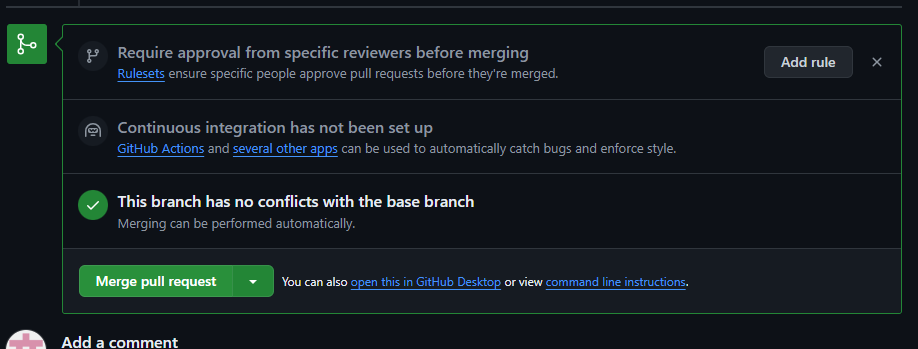 Require approval from specific reviewers before merging
Rulesets ensure specific people approve pull requests before they're merged.
Add rule
Continuous integration has not been set up
GitHub Actions and several other apps can be used to automatically catch bugs and enforce style.
This branch has no conflicts with the base branch
Merging can be performed automatically.
Merge pull request
You can also open this in GitHub Desktop or view command line instructions.
Add a comment